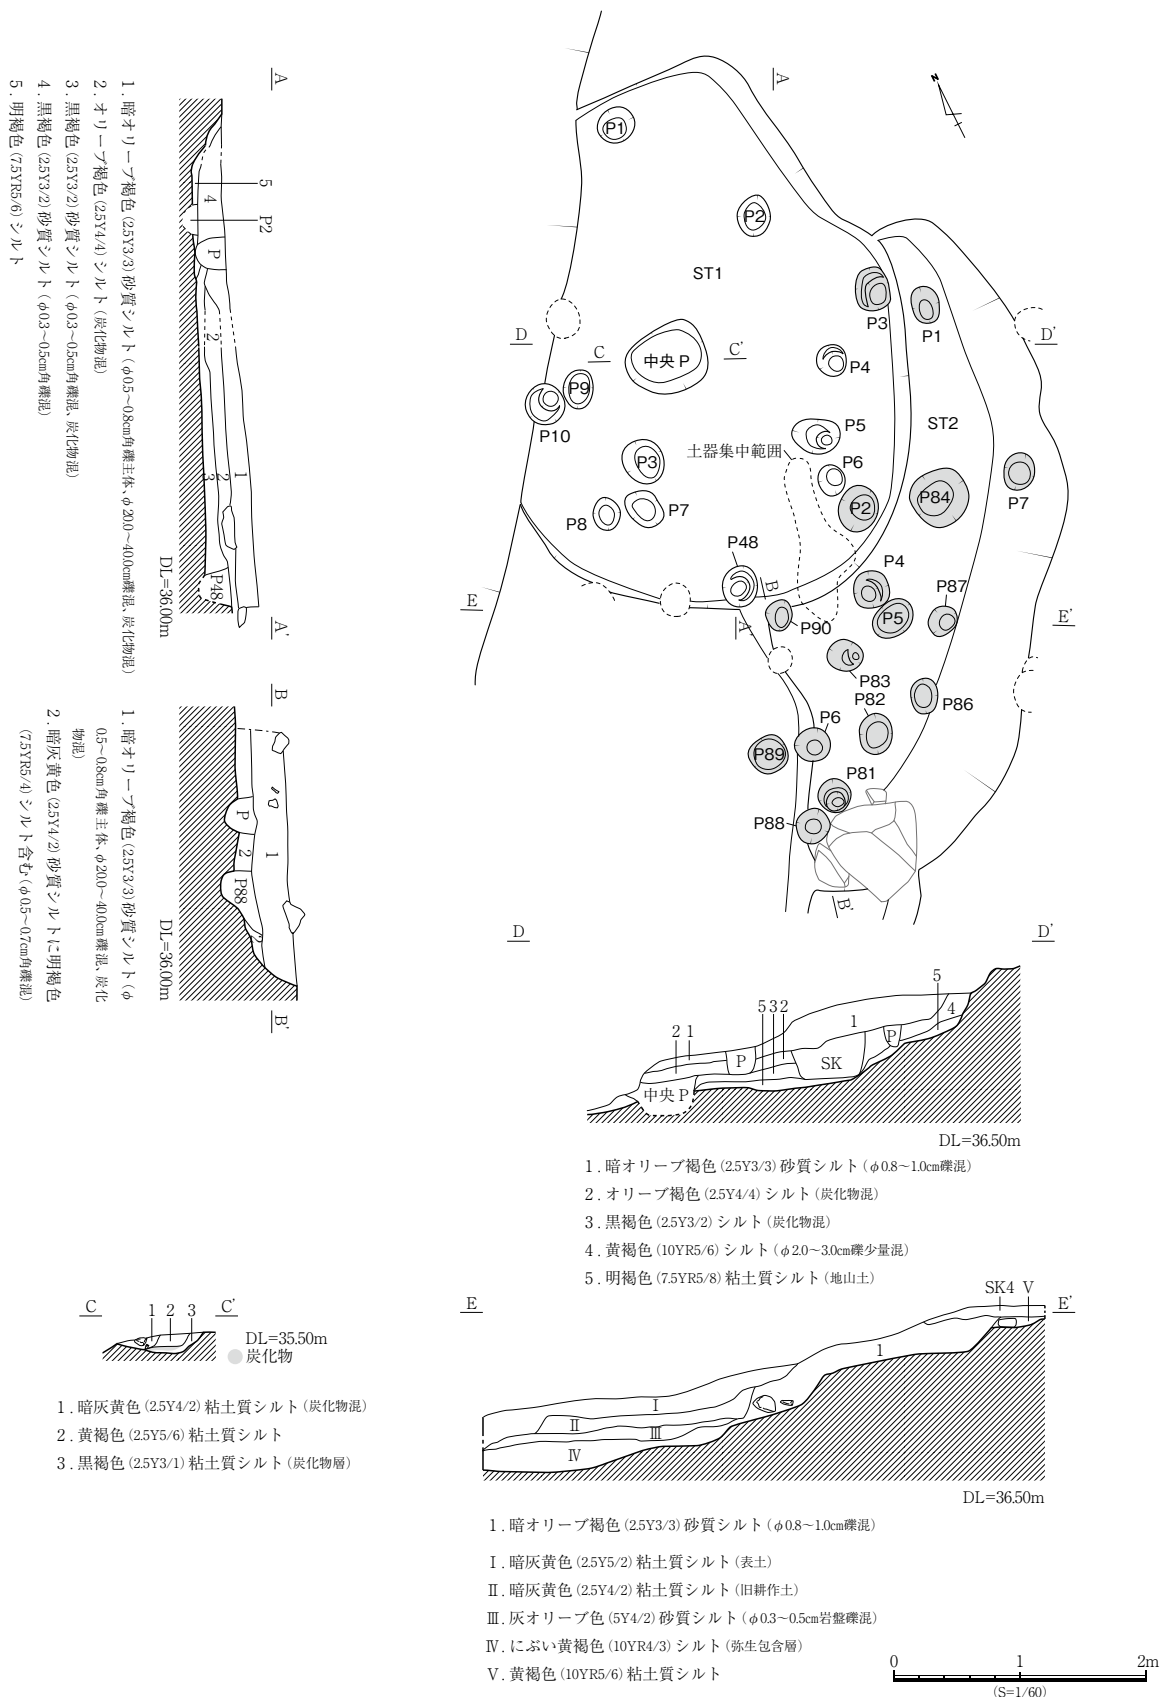 A
A'
1. 暗オリーブ褐色(2.5Y3/3)砂質シルト(φ0.5〜0.8cm角礫主体、φ20.0〜40.0cm礫混、炭化物混)
2. オリーブ褐色(2.5Y4/4)シルト(炭化物混)
3. 黒褐色(2.5Y3/2)砂質シルト(φ0.3〜0.5cm角礫混、炭化物混)
4. 黒褐色(2.5Y3/2)砂質シルト(φ0.3〜0.5cm角礫混)
5. 明褐色(7.5YR5/6)シルト
5
4
P2
P
2
1
2
3
P48
DL=36.00m
B
B'
1. 暗オリーブ褐色(2.5Y3/3)砂質シルト(φ
0.5〜0.8cm角礫主体、φ20.0〜40.0cm礫混、炭化
物混)
2. 暗灰黄色(2.5Y4/2)砂質シルトに明褐色
(7.5YR5/4)シルト含む(φ0.5〜0.7cm角礫混)
P
2
1
P88
DL=36.00m
A
N
P1
P2
ST1
P3
P1
D
D'
C
中央 P
C'
P4
P9
P10
P5
ST2
土器集中範囲
P3
P6
P84
P7
P8
P7
P2
P48
P4
P87
E
B
E'
P5
P90
A'
P83
P82
P86
P6
P89
P81
P88
B'
D
D'
5
5 3 2
1
4
2 1
P
P
SK
中央 P
DL=36.50m
1. 暗オリーブ褐色(2.5Y3/3)砂質シルト(φ0.8〜1.0cm礫混)
2. オリーブ褐色(2.5Y4/4)シルト(炭化物混)
3. 黒褐色(2.5Y3/2)シルト(炭化物混)
4. 黄褐色(10YR5/6)シルト(φ2.0〜3.0cm礫少量混)
5. 明褐色(7.5YR5/8)粘土質シルト(地山土)
C
1 2 3
C'
DL=35.50m
炭化物
1. 暗灰黄色(2.5Y4/2)粘土質シルト(炭化物混)
2. 黄褐色(2.5Y5/6)粘土質シルト
3. 黒褐色(2.5Y3/1)粘土質シルト(炭化物層)
E
SK4 V
E'
1
Ⅰ
Ⅱ
Ⅲ
Ⅳ
DL=36.50m
1. 暗オリーブ褐色(2.5Y3/3)砂質シルト(φ0.8〜1.0cm礫混)
Ⅰ. 暗灰黄色(2.5Y5/2)粘土質シルト(表土)
Ⅱ. 暗灰黄色(2.5Y4/2)粘土質シルト(旧耕作土)
Ⅲ. 灰オリーブ色(5Y4/2)砂質シルト(φ0.3〜0.5cm岩盤礫混)
Ⅳ. にぶい黄褐色(10YR4/3)シルト(弥生包含層)
Ⅴ. 黄褐色(10YR5/6)粘土質シルト
0 1 2m
(S=1/60)